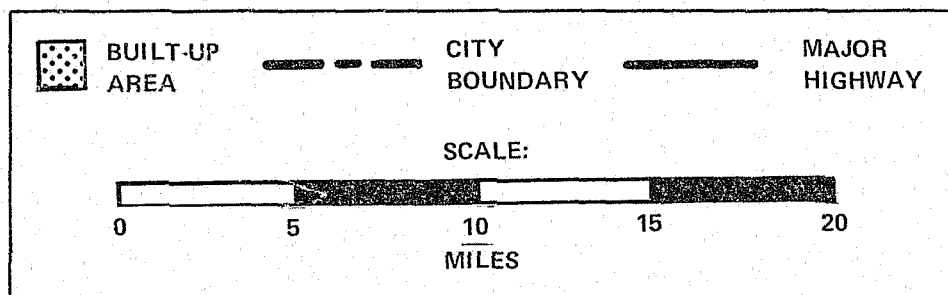 BUILT-UP
AREA
CITY
BOUNDARY
MAJOR
HIGHWAY
SCALE:
0 5 10 15 20
MILES